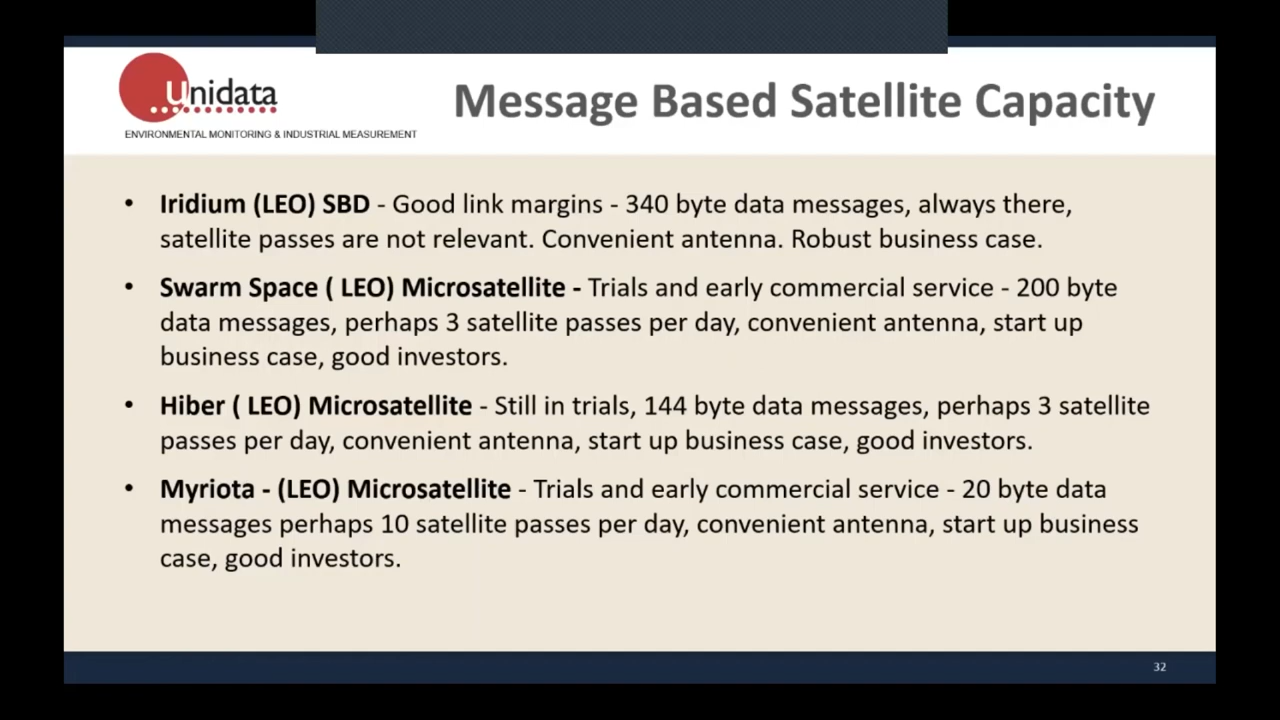 Unidata
ENVIRONMENTAL MONITORING & INDUSTRIAL MEASUREMENT
Message Based Satellite Capacity
• Iridium (LEO) SBD - Good link margins - 340 byte data messages, always there,
satellite passes are not relevant. Convenient antenna. Robust business case.
• Swarm Space ( LEO) Microsatellite - Trials and early commercial service - 200 byte
data messages, perhaps 3 satellite passes per day, convenient antenna, start up
business case, good investors.
• Hiber ( LEO) Microsatellite - Still in trials, 144 byte data messages, perhaps 3 satellite
passes per day, convenient antenna, start up business case, good investors.
• Myriota - (LEO) Microsatellite - Trials and early commercial service - 20 byte data
messages perhaps 10 satellite passes per day, convenient antenna, start up business
case, good investors.
32